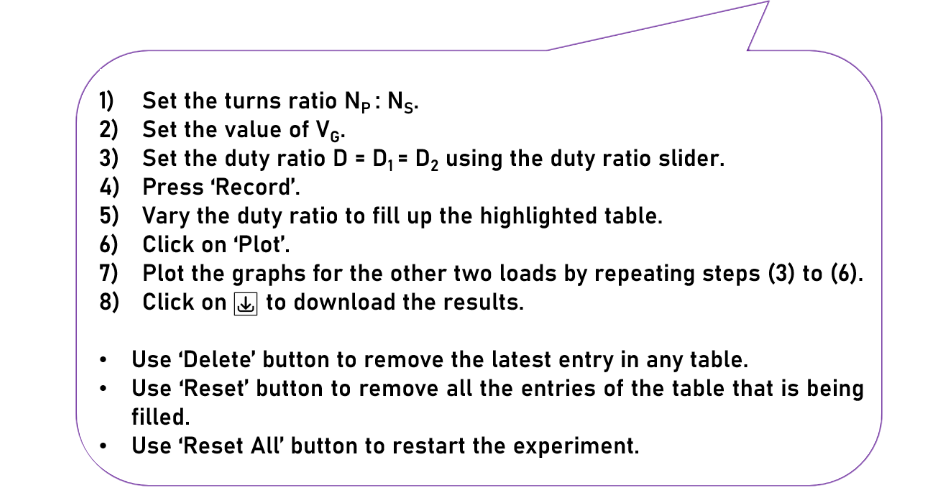 1) Set the turns ratio N_P : N_S.
2) Set the value of V_G.
3) Set the duty ratio D = D_1 = D_2 using the duty ratio slider.
4) Press ‘Record’.
5) Vary the duty ratio to fill up the highlighted table.
6) Click on ‘Plot’.
7) Plot the graphs for the other two loads by repeating steps (3) to (6).
8) Click on to download the results.
• Use ‘Delete’ button to remove the latest entry in any table.
• Use ‘Reset’ button to remove all the entries of the table that is being
filled.
• Use ‘Reset All’ button to restart the experiment.